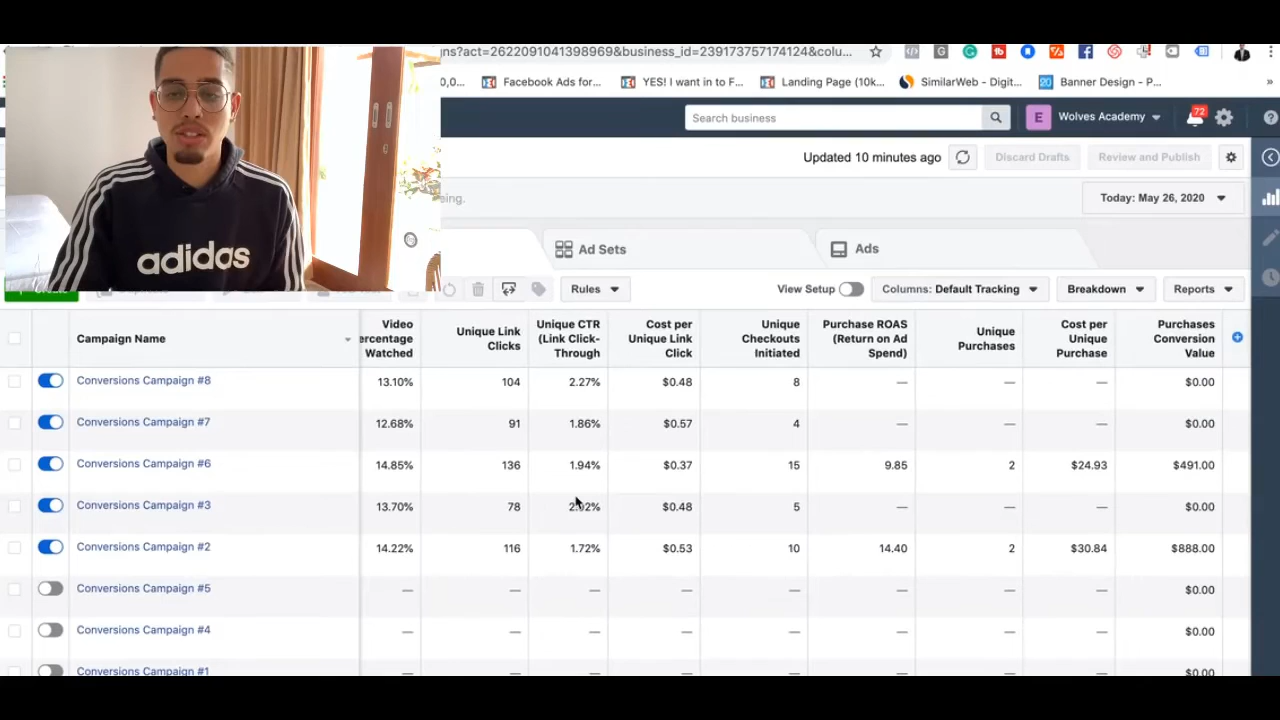 ns?act=2622091041398969&business_id=239173757174124&colu...
0,0...
Facebook Ads for...
YES! I want in to F...
Landing Page (10k...
SimilarWeb - Digit...
Banner Design - P...
»
Search business
E
Wolves Academy
72
Updated 10 minutes ago
Discard Drafts
Review and Publish
eing.
Today: May 26, 2020
adidas
Ad Sets
Ads
Rules
View Setup
Columns: Default Tracking
Breakdown
Reports
Campaign Name
Video
ercentage
Watched
Unique Link
Clicks
Unique CTR
(Link Click-
Through
Cost per
Unique Link
Click
Unique
Checkouts
Initiated
Purchase ROAS
(Return on Ad
Spend)
Unique
Purchases
Cost per
Unique
Purchase
Purchases
Conversion
Value
Conversions Campaign #8 13.10% 104 2.27% $0.48 8 — — — $0.00
Conversions Campaign #7 12.68% 91 1.86% $0.57 4 — — — $0.00
Conversions Campaign #6 14.85% 136 1.94% $0.37 15 9.85 2 $24.93 $491.00
Conversions Campaign #3 13.70% 78 $0.48 5 — — — $0.00
Conversions Campaign #2 14.22% 116 1.72% $0.53 10 14.40 2 $30.84 $888.00
Conversions Campaign #5 — — — — — — — — $0.00
Conversions Campaign #4 — — — — — — — — $0.00
Conversions Campaign #1 $0.00